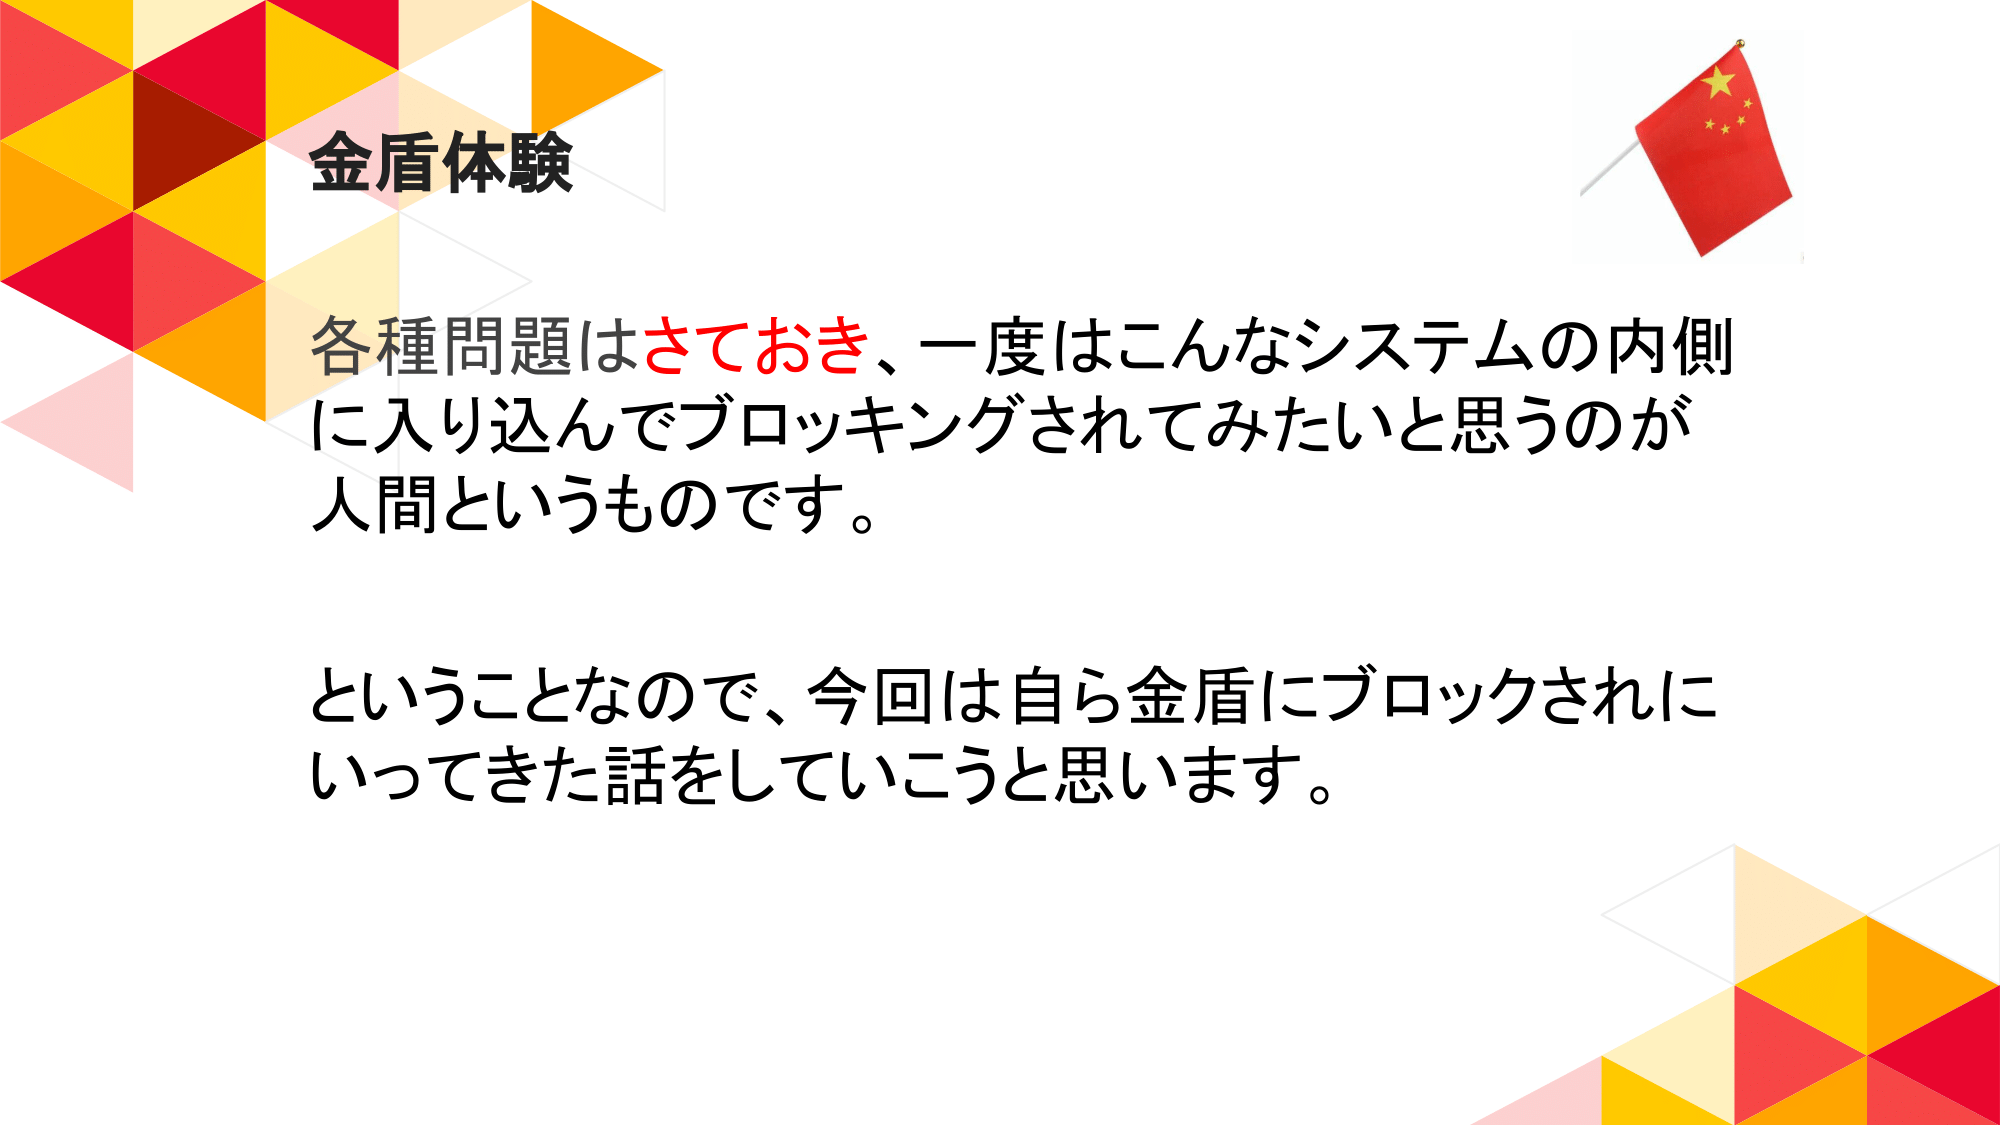 金盾体験
各種問題はさておき、一度はこんなシステムの内側
に入り込んでブロッキングされてみたいと思うのが
人間というものです。
ということなので、今回は自ら金盾にブロックされに
いってきた話をしていこうと思います。